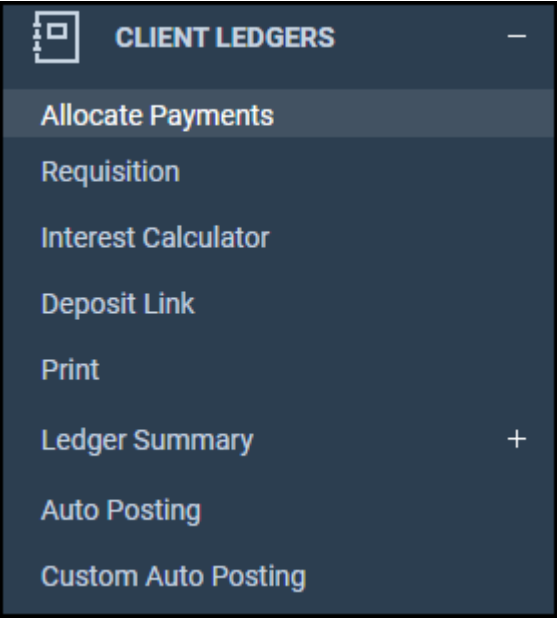 CLIENT LEDGERS −
Allocate Payments
Requisition
Interest Calculator
Deposit Link
Print
Ledger Summary +
Auto Posting
Custom Auto Posting